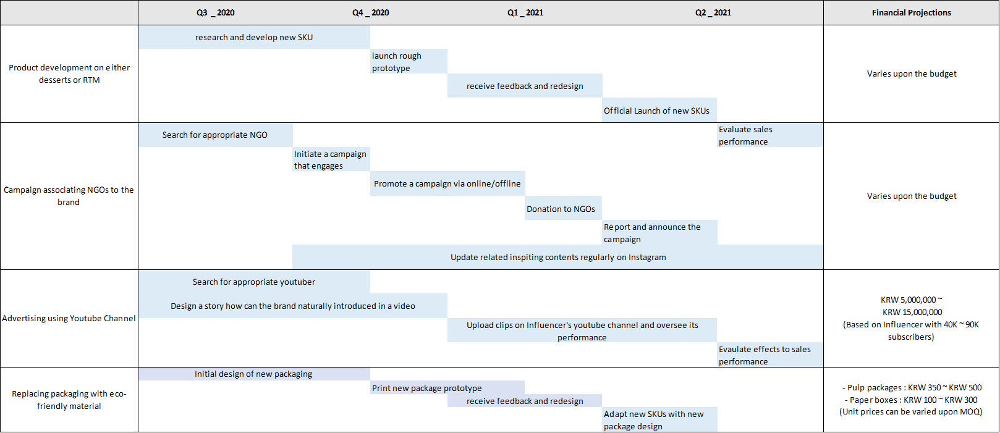 Q3 _ 2020
Q4 _ 2020
Q1 _ 2021
Q2 _ 2021
Financial Projections
Product development on either
desserts or RTM
research and develop new SKU
launch rough
prototype
receive feedback and redesign
Official Launch of new SKUs
Varies upon the budget
Campaign associating NGOs to the
brand
Search for appropriate NGO
Evaluate sales
performance
Initiate a campaign
that engages
Promote a campaign via online/offline
Donation to NGOs
Report and announce the
campaign
Update related inspiting contents regularly on Instagram
Varies upon the budget
Advertising using Youtube Channel
Search for appropriate youtuber
Design a story how can the brand naturally introduced in a video
Upload clips on Influencer's youtube channel and oversee its
performance
Evaulate effects to sales
performance
KRW 5,000,000 ~
KRW 15,000,000
(Based on Influencer with 40K ~ 90K
subscribers)
Replacing packaging with eco-
friendly material
Initial design of new packaging
Print new package prototype
receive feedback and redesign
Adapt new SKUs with new
package design
- Pulp packages : KRW 350 ~ KRW 500
- Paper boxes : KRW 100 ~ KRW 300
(Unit prices can be varied upon MOQ)